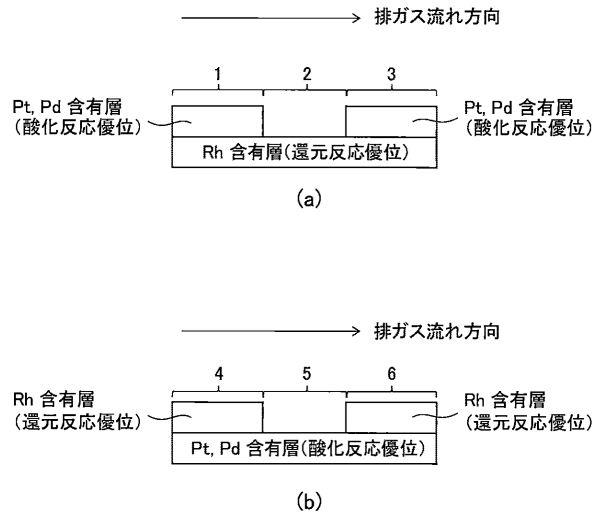 排ガス流れ方向
1 2 3
Pt, Pd 含有層
(酸化反応優位)
Pt, Pd 含有層
(酸化反応優位)
Rh 含有層(還元反応優位)
(a)
排ガス流れ方向
4 5 6
Rh 含有層
(還元反応優位)
Rh 含有層
(還元反応優位)
Pt, Pd 含有層(酸化反応優位)
(b)